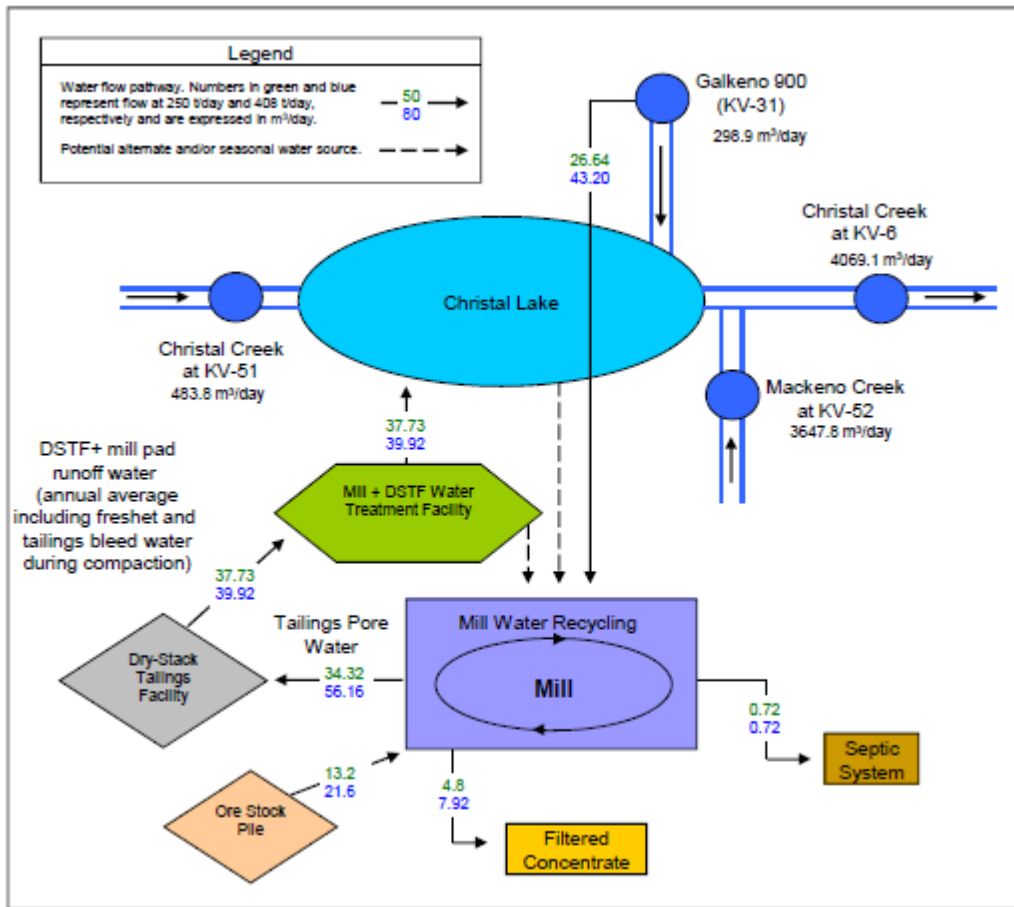 Legend
Water flow pathway. Numbers in green and blue
represent flow at 250 t/day and 408 t/day,
respectively and are expressed in m³/day.
50
80
Potential alternate and/or seasonal water source.
Galkeno 900
(KV-31)
298.9 m³/day
26.64
43.20
Christal Creek
at KV-6
4069.1 m³/day
Christal Lake
Christal Creek
at KV-51
483.8 m³/day
Mackeno Creek
at KV-52
3647.8 m³/day
37.73
39.92
DSTF+ mill pad
runoff water
(annual average
including freshet and
tailings bleed water
during compaction)
Mill + DSTF Water
Treatment Facility
37.73
39.92
Tailings Pore
Water
34.32
56.16
Mill Water Recycling
Mill
Dry-Stack
Tailings
Facility
0.72
0.72
Septic
System
13.2
21.6
Ore Stock
Pile
4.8
7.92
Filtered
Concentrate